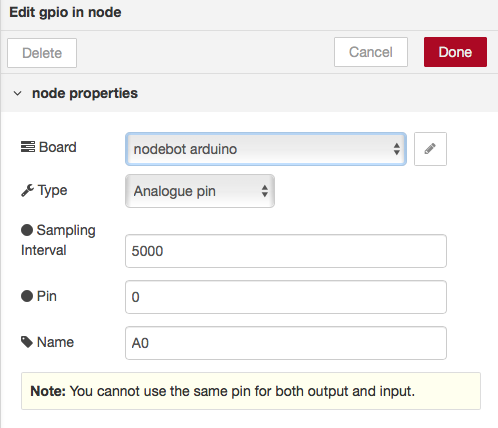 Edit gpio in node
Delete Cancel Done
node properties
Board nodebot arduino
Type Analogue pin
Sampling
Interval 5000
Pin 0
Name A0
Note: You cannot use the same pin for both output and input.